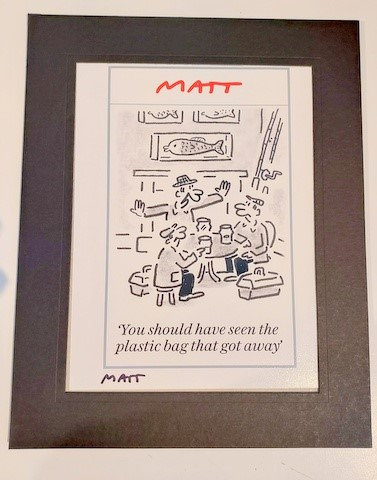 MATT
‘You should have seen the
plastic bag that got away’
MATT